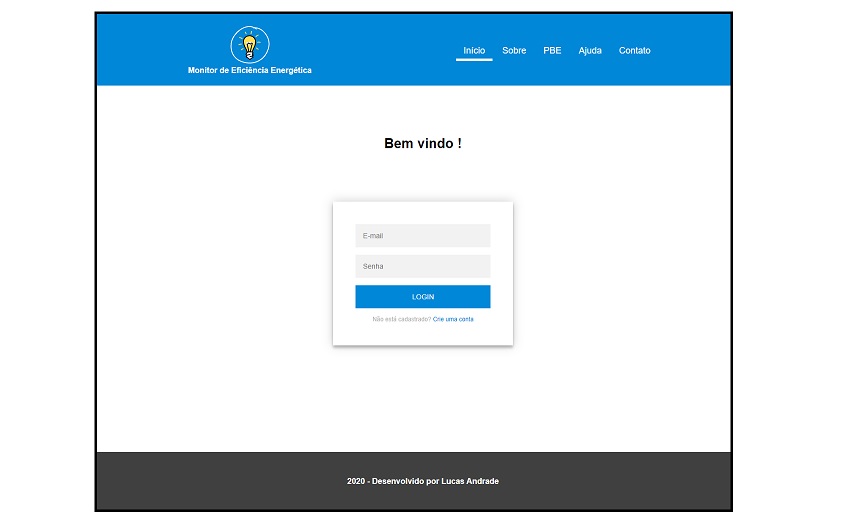 Monitor de Eficiência Energética
Início Sobre PBE Ajuda Contato
Bem vindo !
E-mail
Senha
LOGIN
Não está cadastrado? Crie uma conta
2020 - Desenvolvido por Lucas Andrade